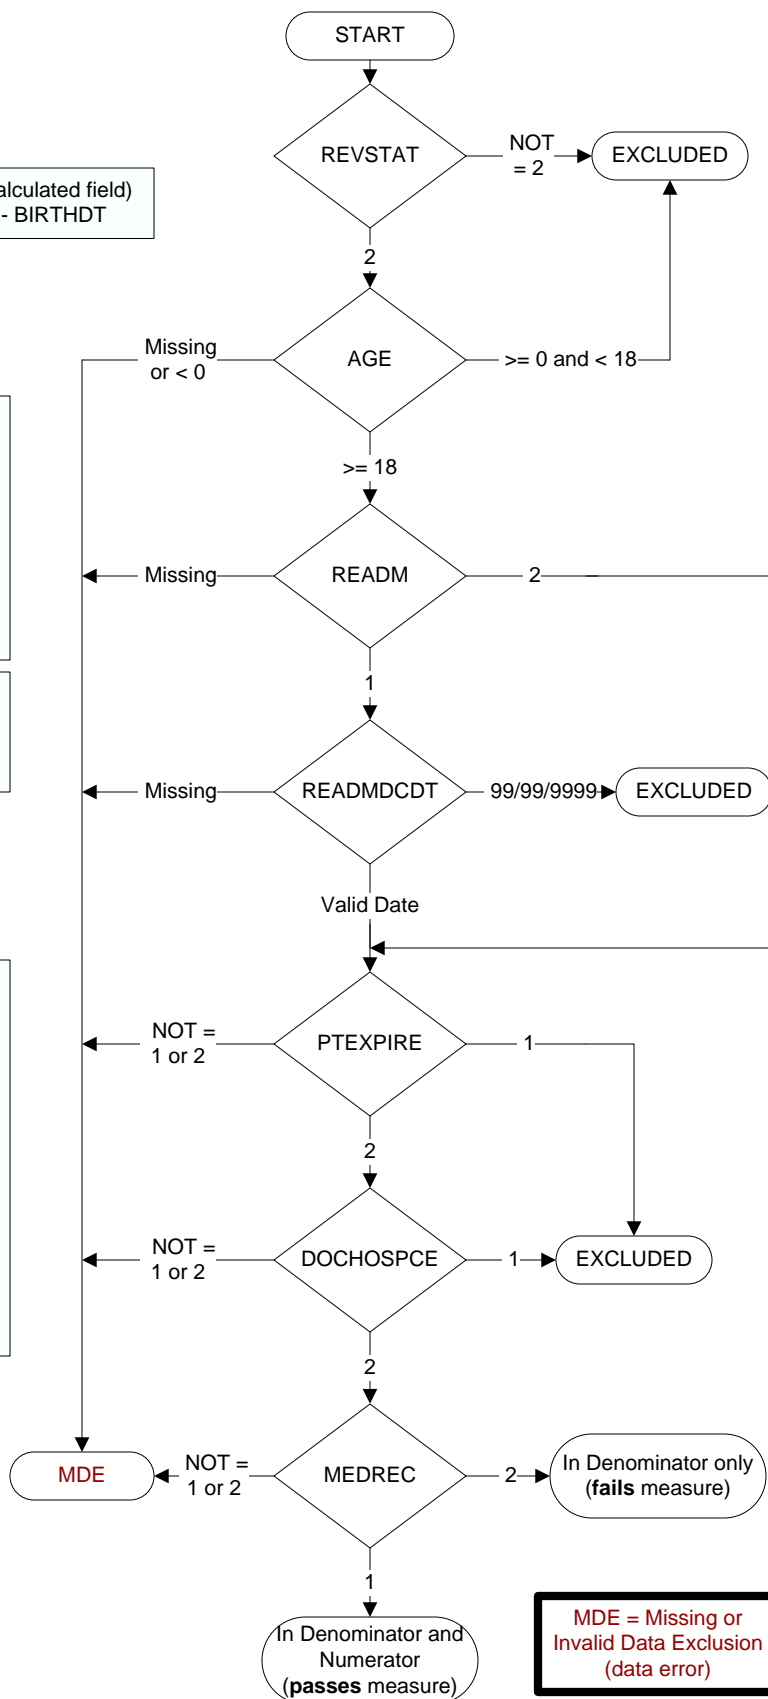 START
REVSTAT
NOT
= 2
EXCLUDED
alculated field)
- BIRTHDT
2
Missing
or < 0
AGE
>= 0 and < 18
>= 18
Missing
READM
2
1
Missing
READMDCDT
99/99/9999
EXCLUDED
Valid Date
NOT =
1 or 2
PTEXPIRE
1
2
NOT =
1 or 2
DOCHOSPCE
1
EXCLUDED
2
MDE
NOT =
1 or 2
MEDREC
2
In Denominator only
(fails measure)
1
In Denominator and
Numerator
(passes measure)
MDE = Missing or
Invalid Data Exclusion
(data error)